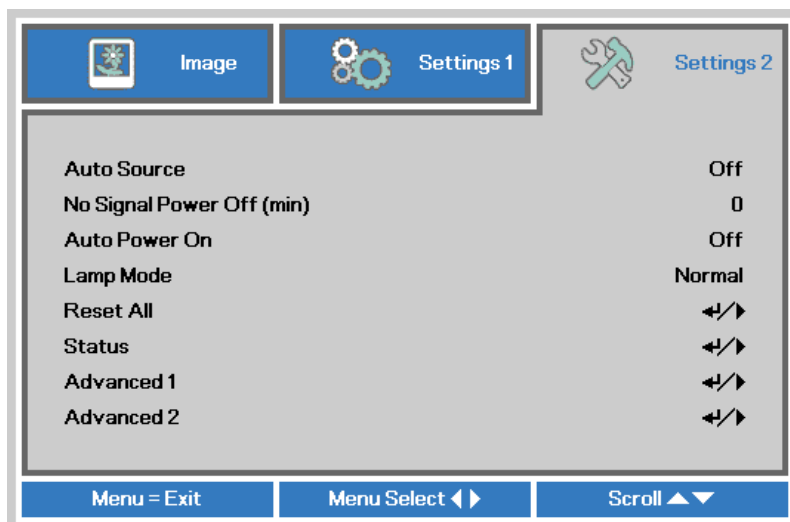 Image
Settings 1
Settings 2
Auto Source Off
No Signal Power Off (min) 0
Auto Power On Off
Lamp Mode Normal
Reset All ↵/▶
Status ↵/▶
Advanced 1 ↵/▶
Advanced 2 ↵/▶
Menu = Exit
Menu Select ◀ ▶
Scroll ▲▼